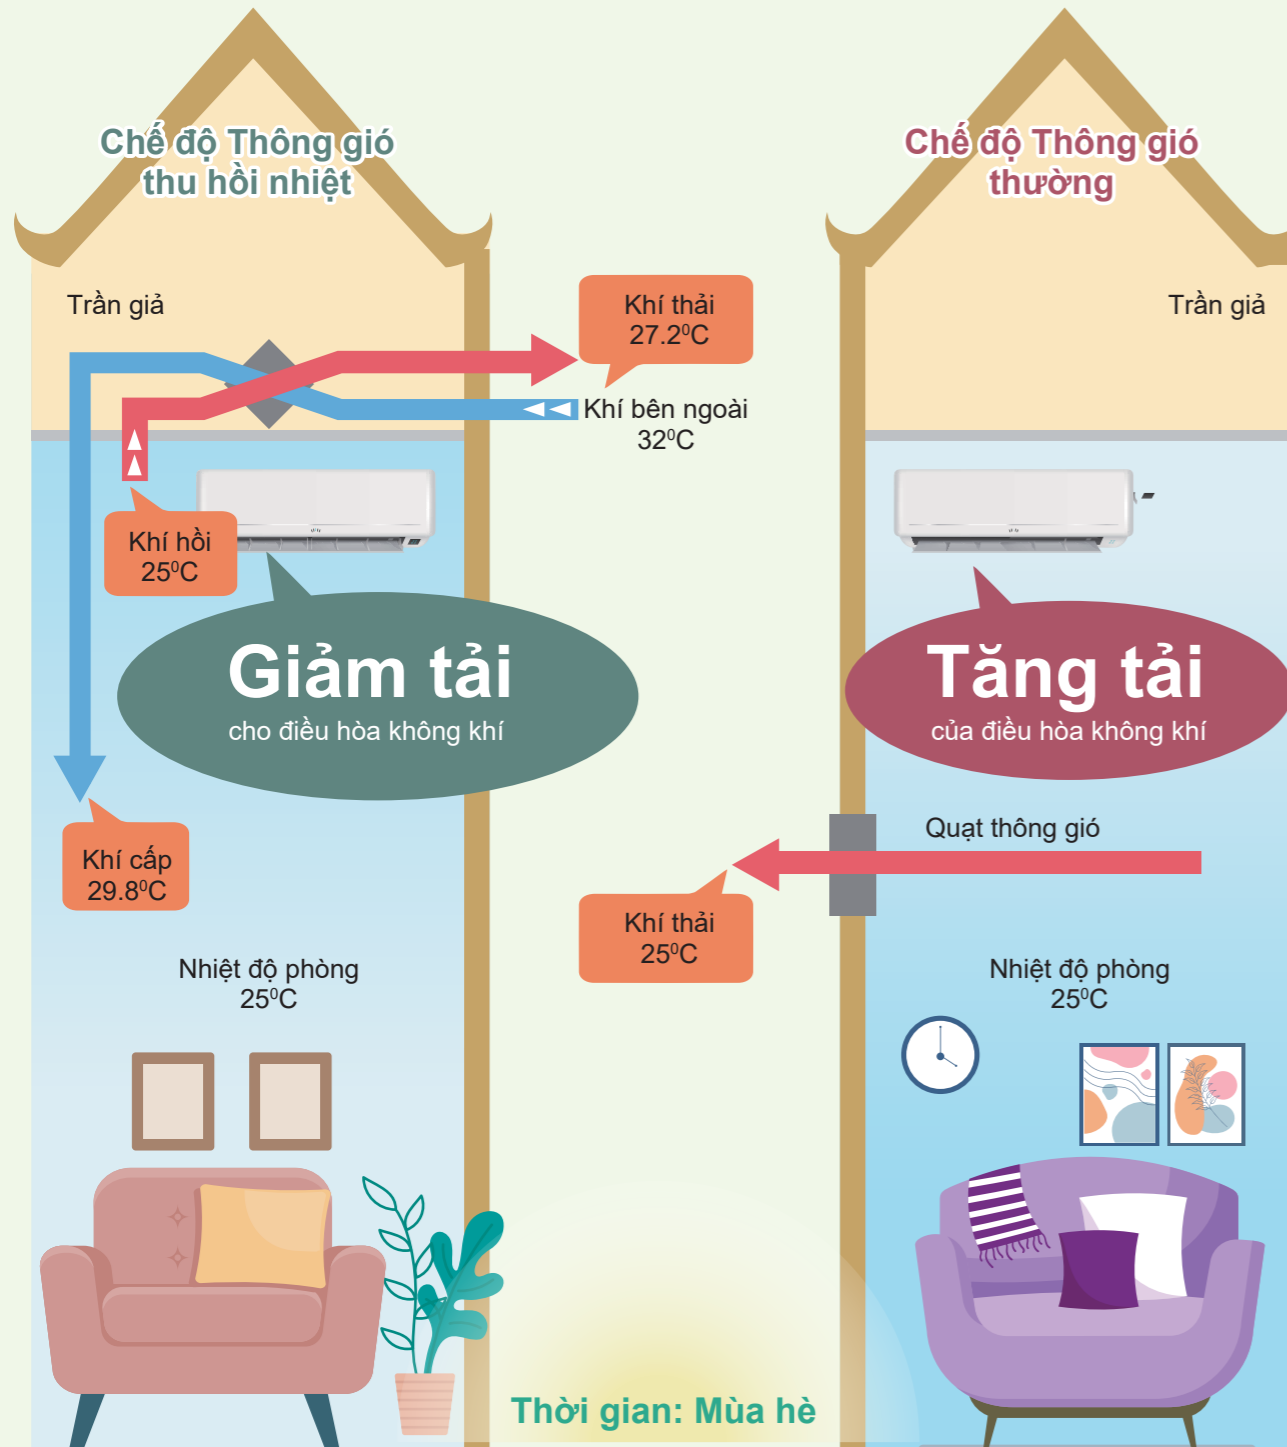 Chế độ Thông gió
thu hồi nhiệt
Trần giả
Khí thải
27.2⁰C
Khí bên ngoài
32⁰C
Khí hồi
25⁰C
Giảm tải
cho điều hòa không khí
Khí cấp
29.8⁰C
Nhiệt độ phòng
25⁰C
Chế độ Thông gió
thường
Trần giả
Tăng tải
của điều hòa không khí
Quạt thông gió
Khí thải
25⁰C
Nhiệt độ phòng
25⁰C
Thời gian: Mùa hè